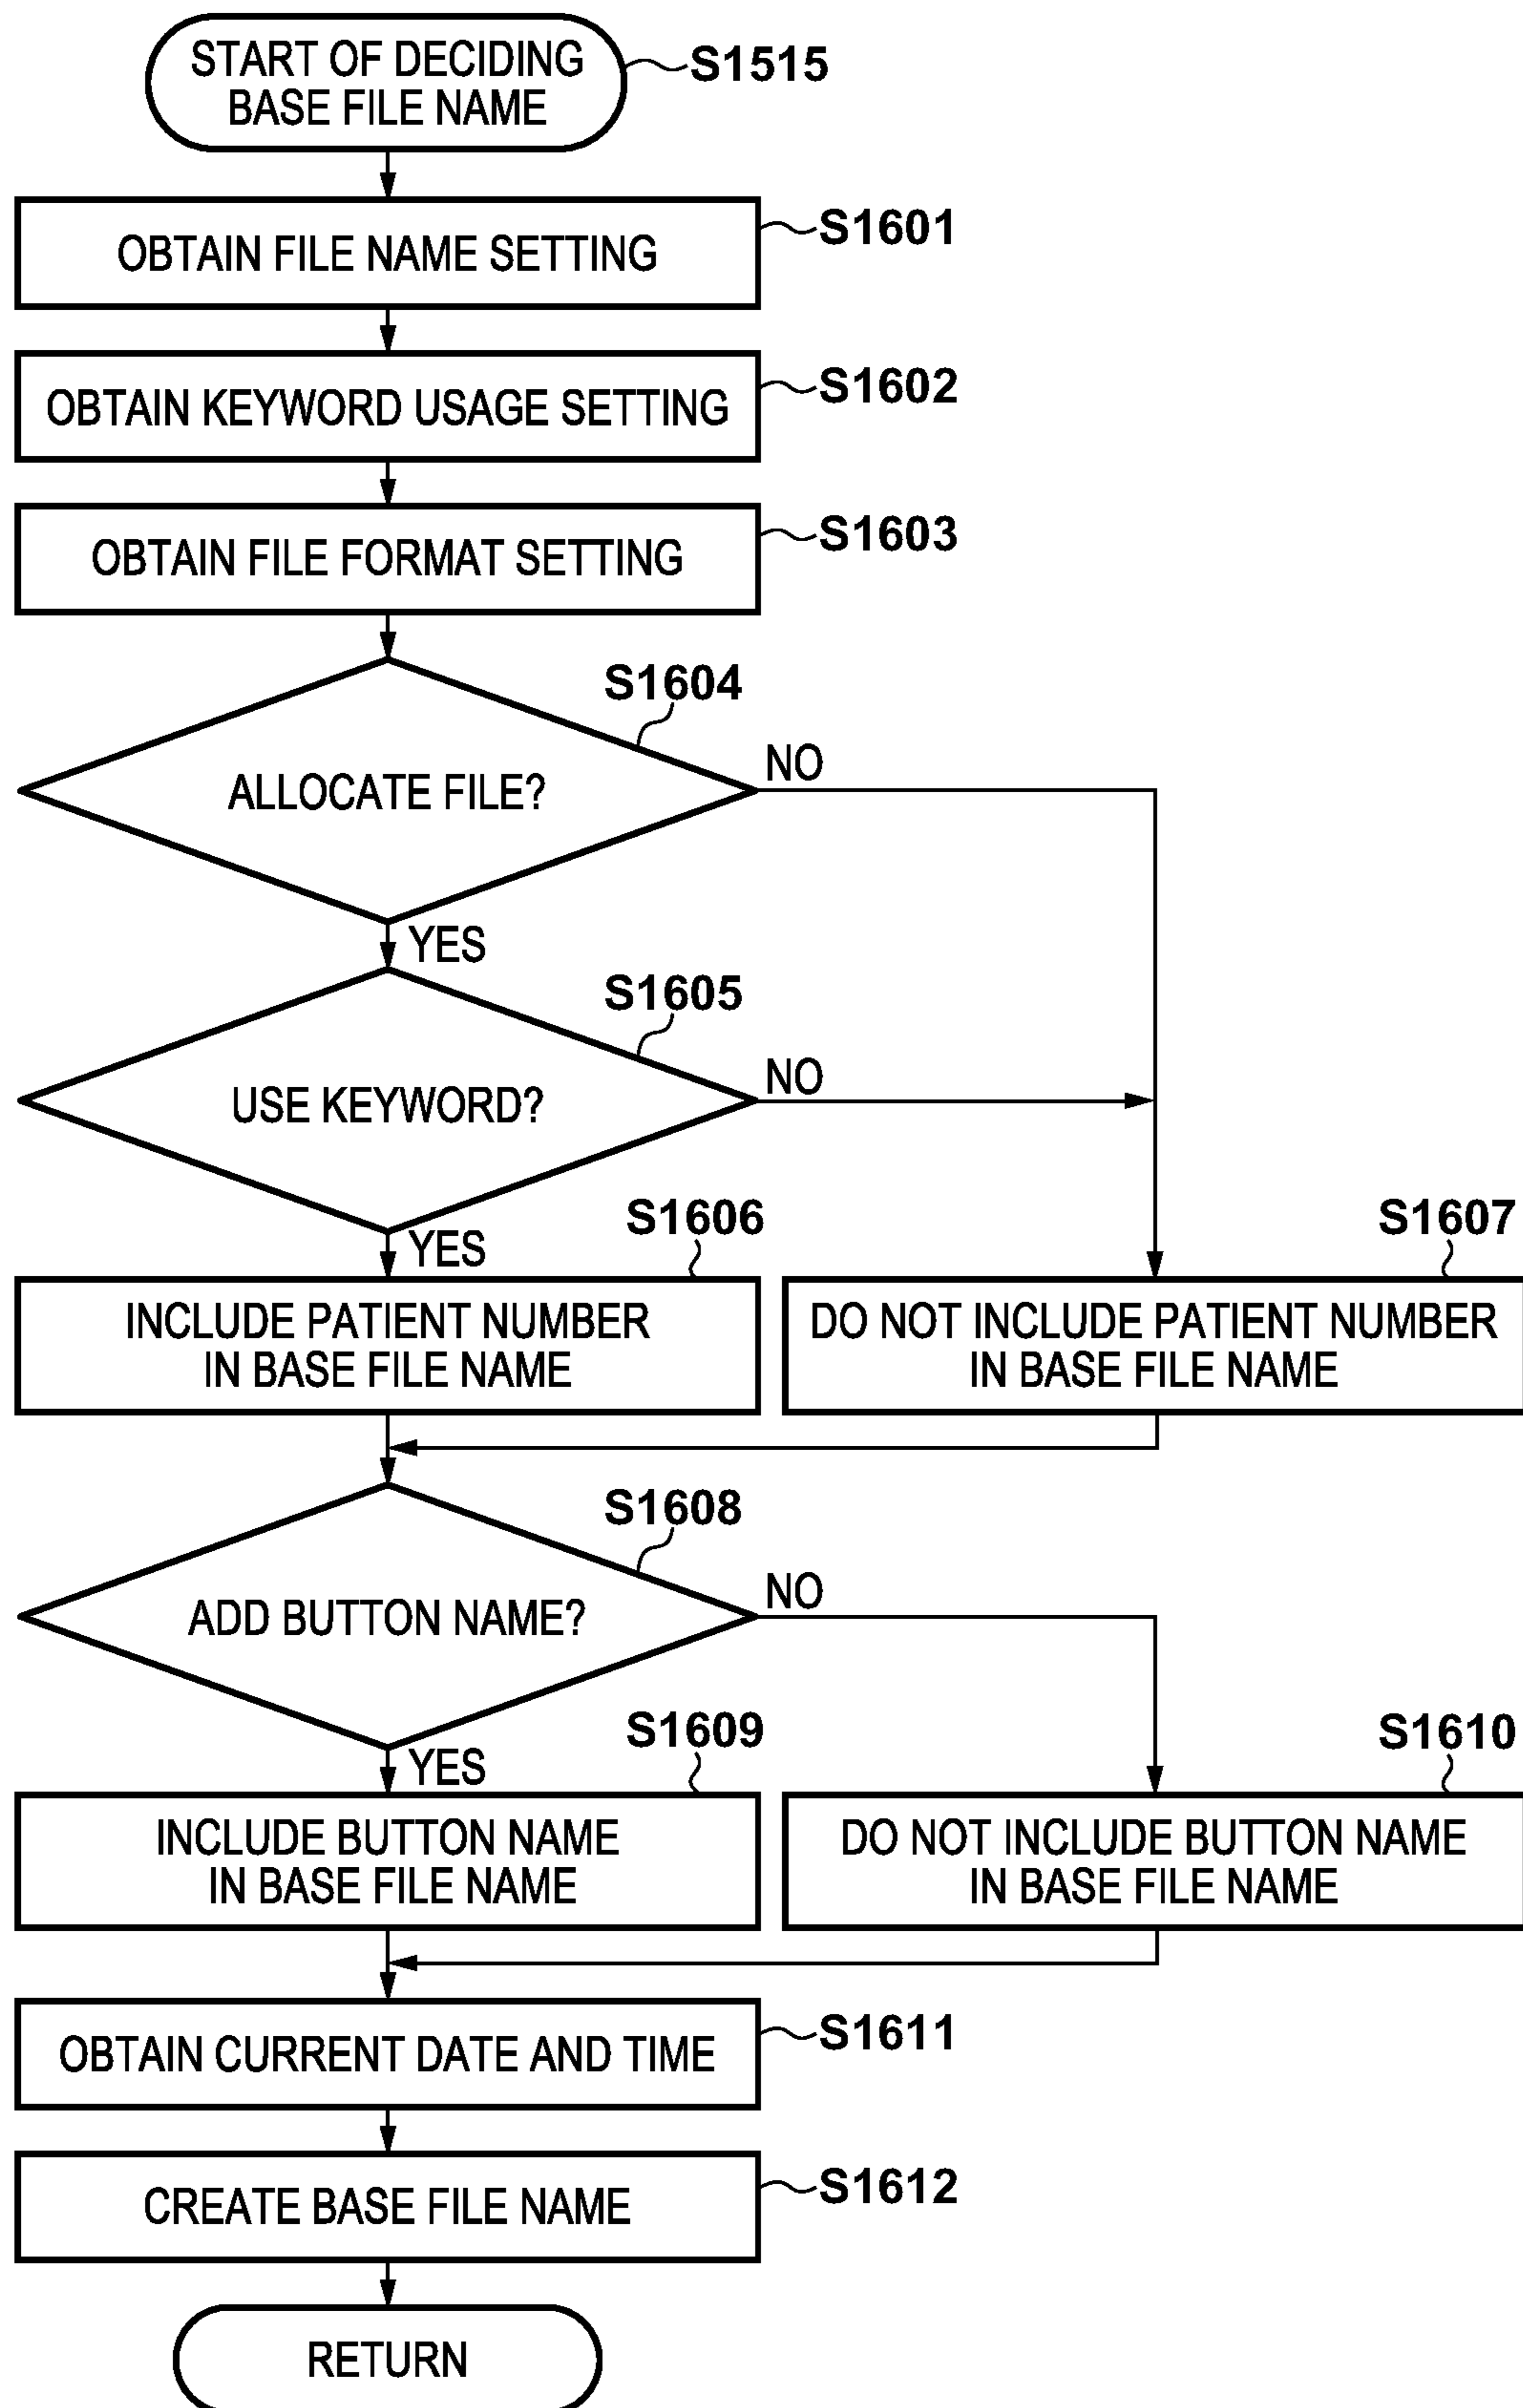 START OF DECIDING
BASE FILE NAME
S1515
OBTAIN FILE NAME SETTING
S1601
OBTAIN KEYWORD USAGE SETTING
S1602
OBTAIN FILE FORMAT SETTING
S1603
S1604
ALLOCATE FILE?
NO
YES
S1605
USE KEYWORD?
NO
YES
S1606
INCLUDE PATIENT NUMBER
IN BASE FILE NAME
S1607
DO NOT INCLUDE PATIENT NUMBER
IN BASE FILE NAME
S1608
ADD BUTTON NAME?
NO
YES
S1609
INCLUDE BUTTON NAME
IN BASE FILE NAME
S1610
DO NOT INCLUDE BUTTON NAME
IN BASE FILE NAME
OBTAIN CURRENT DATE AND TIME
S1611
CREATE BASE FILE NAME
S1612
RETURN